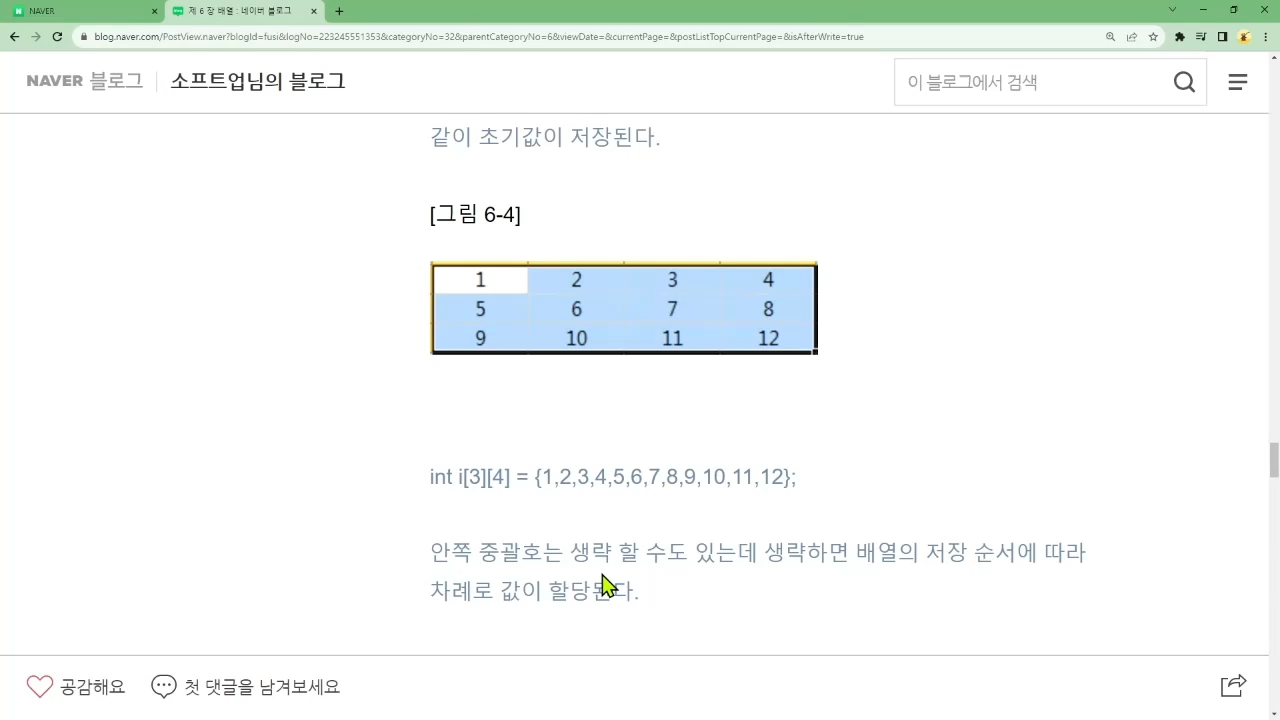 NAVER
제 6 장 배열 : 네이버 블로그
blog.naver.com/PostView.naver?blogId=fusi&logNo=223245551353&categoryNo=32&parentCategoryNo=6&viewDate=&currentPage=&postListTopCurrentPage=&isAfterWrite=true
NAVER 블로그 소프트업님의 블로그
이 블로그에서 검색
같이 초기값이 저장된다.
[그림 6-4]
1 2 3 4
5 6 7 8
9 10 11 12
int i[3][4] = {1,2,3,4,5,6,7,8,9,10,11,12};
안쪽 중괄호는 생략 할 수도 있는데 생략하면 배열의 저장 순서에 따라
차례로 값이 할당된다.
공감해요 첫 댓글을 남겨보세요